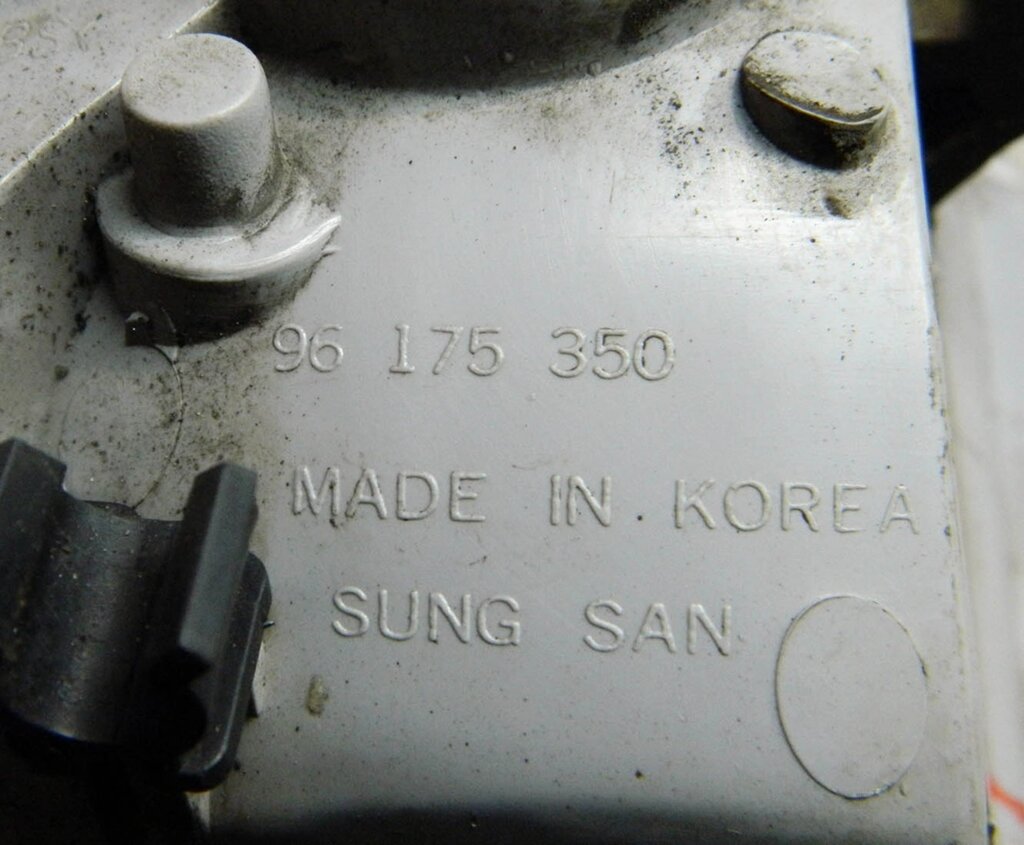 96 175 350
MADE IN KOREA
SUNG SAN